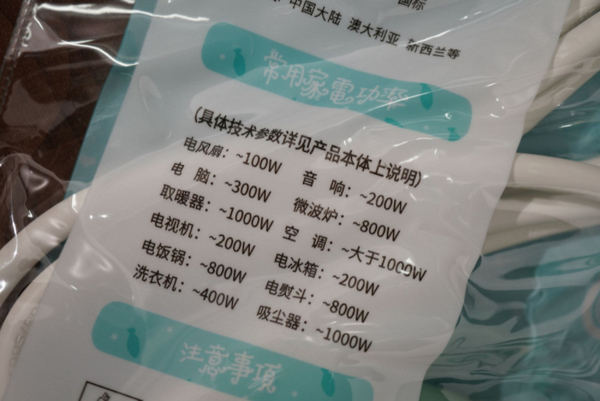 国标
中国大陆 澳大利亚 新西兰等
常用家電功率
(具体技术参数详见产品本体上说明)
电风扇：~100W 音 响：~200W
电 脑：~300W 微波炉：~800W
取暖器：~1000W 空 调：~大于1000W
电视机：~200W 电冰箱：~200W
电饭锅：~800W 电熨斗：~800W
洗衣机：~400W 吸尘器：~1000W
注意事项